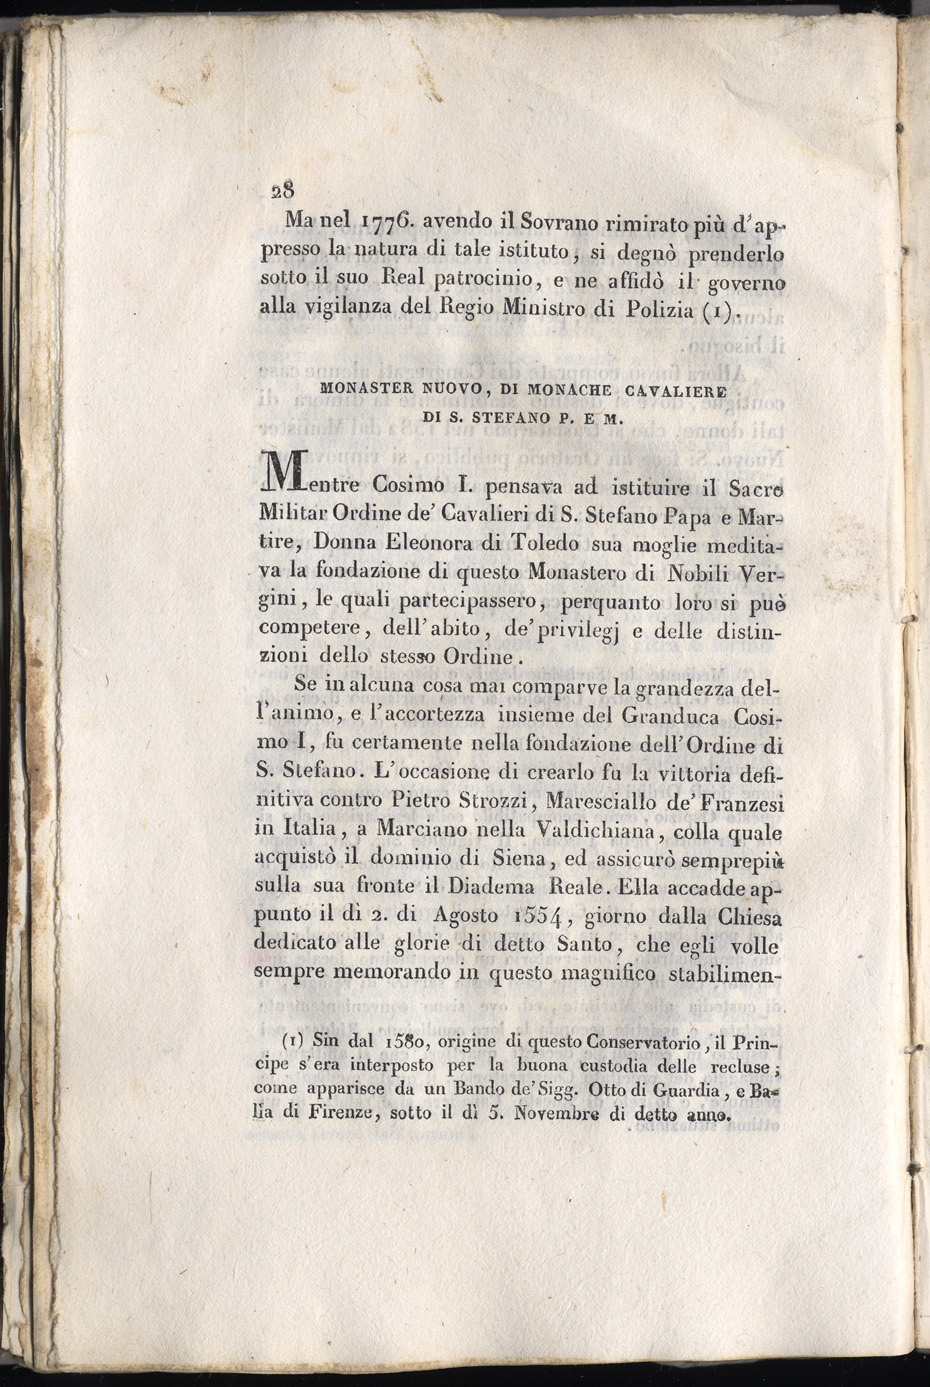 28
Ma nel 1776. avendo il Sovrano rimirato più d'ap-
presso la natura di tale istituto, si degnò prenderlo
sotto il suo Real patrocinio, e ne affidò il governo
alla vigilanza del Regio Ministro di Polizia (1).
MONASTER NUOVO, DI MONACHE CAVALIERE
DI S. STEFANO P. E M.
Mentre Cosimo I. pensava ad istituire il Sacro
Militar Ordine de' Cavalieri di S. Stefano Papa e Mar-
tire, Donna Eleonora di Toledo sua moglie medita-
va la fondazione di questo Monastero di Nobili Ver-
gini, le quali partecipassero, perquanto loro si può
competere, dell'abito, de' privilegj e delle distin-
zioni dello stesso Ordine.
Se in alcuna cosa mai comparve la grandezza del-
l'animo, e l'accortezza insieme del Granduca Cosi-
mo I, fu certamente nella fondazione dell'Ordine di
S. Stefano. L'occasione di crearlo fu la vittoria defi-
nitiva contro Pietro Strozzi, Maresciallo de' Franzesi
in Italia, a Marciano nella Valdichiana, colla quale
acquistò il dominio di Siena, ed assicurò semprepiù
sulla sua fronte il Diadema Reale. Ella accadde ap-
punto il dì 2. di Agosto 1554, giorno dalla Chiesa
dedicato alle glorie di detto Santo, che egli volle
sempre memorando in questo magnifico stabilimen-
(1) Sin dal 1580, origine di questo Conservatorio, il Prin-
cipe s'era interposto per la buona custodia delle recluse;
come apparisce da un Bando de' Sigg. Otto di Guardia, e Ba-
lìa di Firenze, sotto il dì 5. Novembre di detto anno.